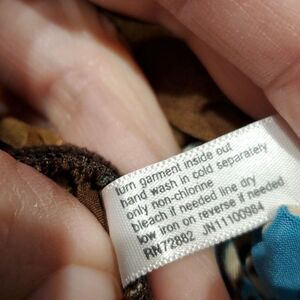 turn garment inside out
hand wash in cold separately
only non-chlorine
bleach if needed line dry
low iron on reverse if needed
RN72882 JN11100984